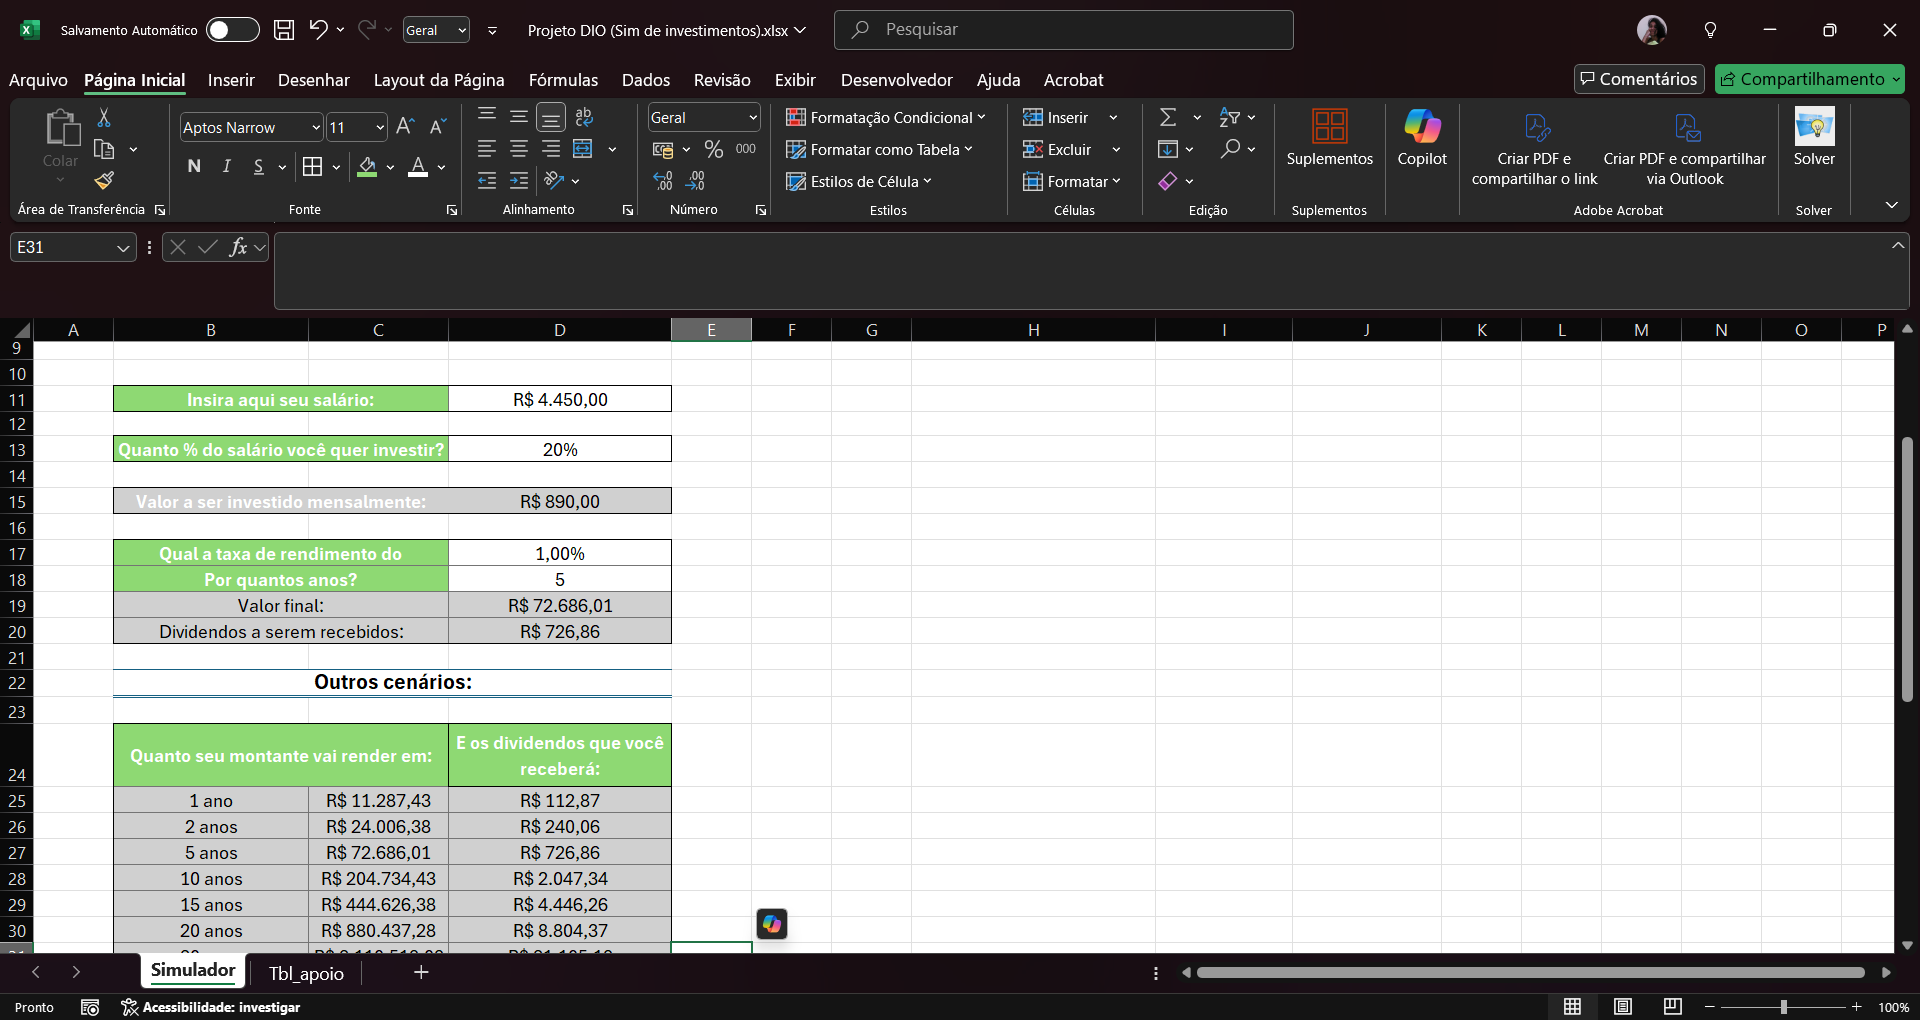 Salvamento Automático
Geral
Projeto DIO (Sim de investimentos).xlsx
Pesquisar
Arquivo Página Inicial Inserir Desenhar Layout da Página Fórmulas Dados Revisão Exibir Desenvolvedor Ajuda Acrobat
Comentários
Compartilhamento
Colar
Área de Transferência
Aptos Narrow
11
N I S
Fonte
ab
Alinhamento
Geral
% 000
Número
Formatação Condicional
Formatar como Tabela
Estilos de Célula
Estilos
Inserir
Excluir
Formatar
Células
Edição
Suplementos
Suplementos
Copilot
Criar PDF e
compartilhar o link
Criar PDF e compartilhar
via Outlook
Adobe Acrobat
Solver
Solver
E31
fx
A B C D E F G H I J K L M N O P
9
10
11 Insira aqui seu salário: R$ 4.450,00
12
13 Quanto % do salário você quer investir? 20%
14
15 Valor a ser investido mensalmente: R$ 890,00
16
17 Qual a taxa de rendimento do 1,00%
18 Por quantos anos? 5
19 Valor final: R$ 72.686,01
20 Dividendos a serem recebidos: R$ 726,86
21
22 Outros cenários:
23
24 Quanto seu montante vai render em: E os dividendos que você
receberá:
25 1 ano R$ 11.287,43 R$ 112,87
26 2 anos R$ 24.006,38 R$ 240,06
27 5 anos R$ 72.686,01 R$ 726,86
28 10 anos R$ 204.734,43 R$ 2.047,34
29 15 anos R$ 444.626,38 R$ 4.446,26
30 20 anos R$ 880.437,28 R$ 8.804,37
Simulador Tbl_apoio
Pronto
Acessibilidade: investigar
100%